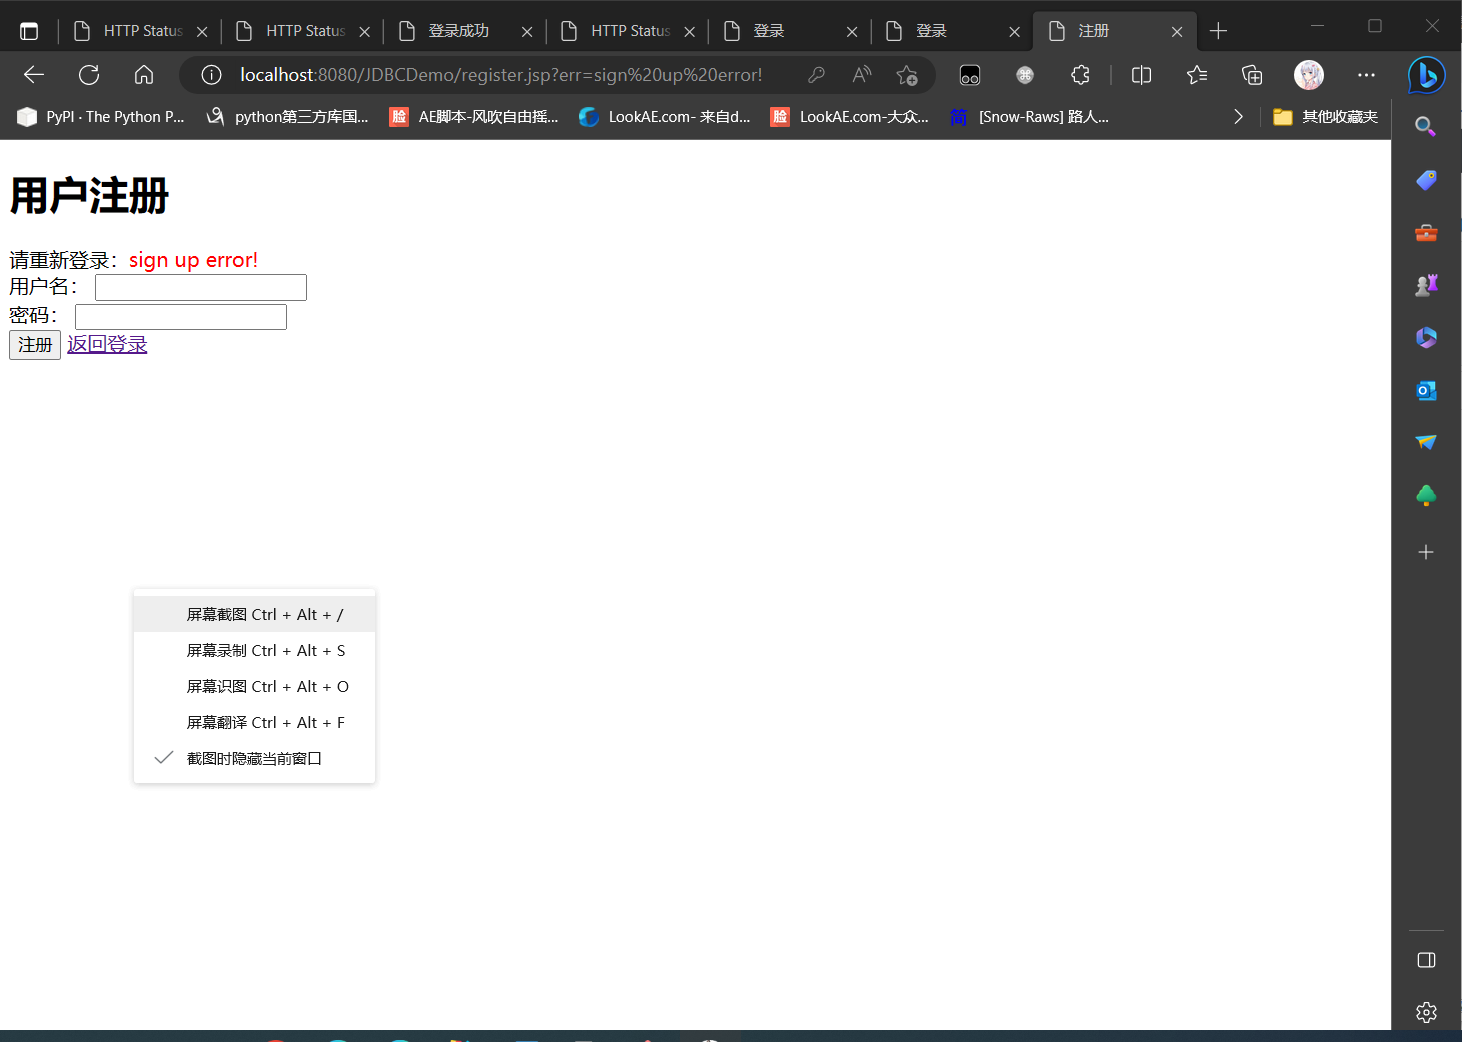 HTTP Status
HTTP Status
登录成功
HTTP Status
登录
登录
注册
localhost:8080/JDBCDemo/register.jsp?err=sign%20up%20error!
PyPI · The Python P...
python第三方库国...
脸 AE脚本-风吹自由摇...
LookAE.com- 来自d...
脸 LookAE.com-大众...
简 [Snow-Raws] 路人...
其他收藏夹
用户注册
请重新登录：sign up error!
用户名：
密码：
注册 返回登录
屏幕截图 Ctrl + Alt + /
屏幕录制 Ctrl + Alt + S
屏幕识图 Ctrl + Alt + O
屏幕翻译 Ctrl + Alt + F
截图时隐藏当前窗口